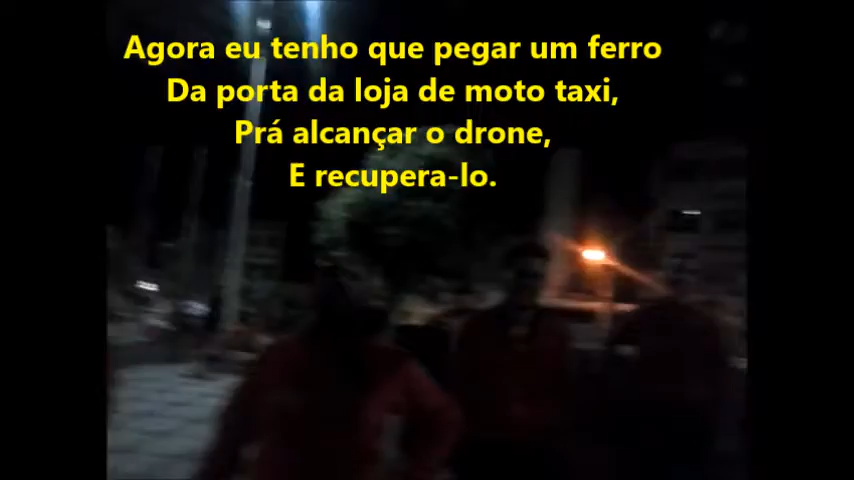 Agora eu tenho que pegar um ferro
Da porta da loja de moto taxi,
Prá alcançar o drone,
E recupera-lo.